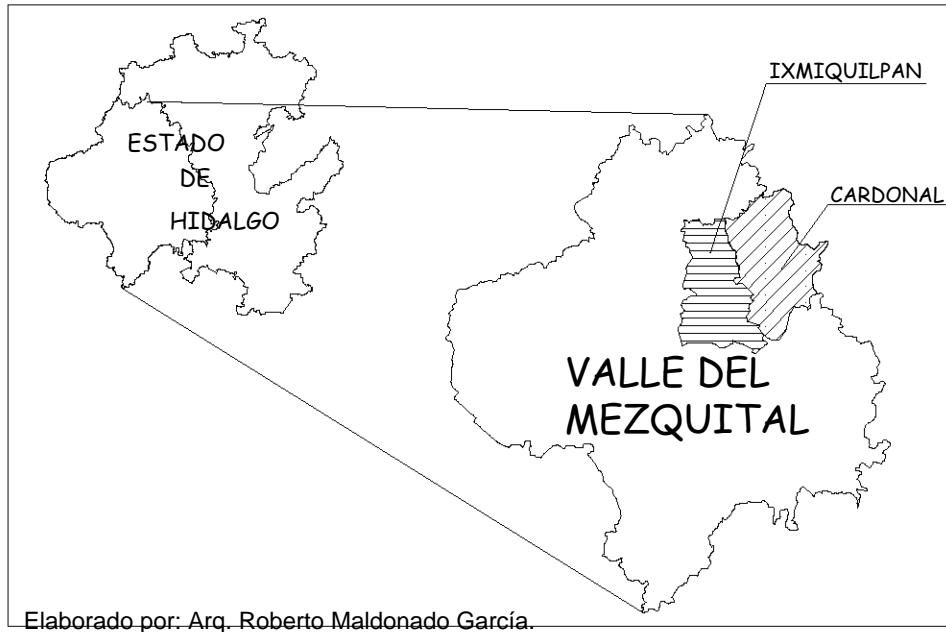 ESTADO
DE
HIDALGO
IXMIQUILPAN
CARDONAL
VALLE DEL
MEZQUITAL
Elaborado por: Arq. Roberto Maldonado García.